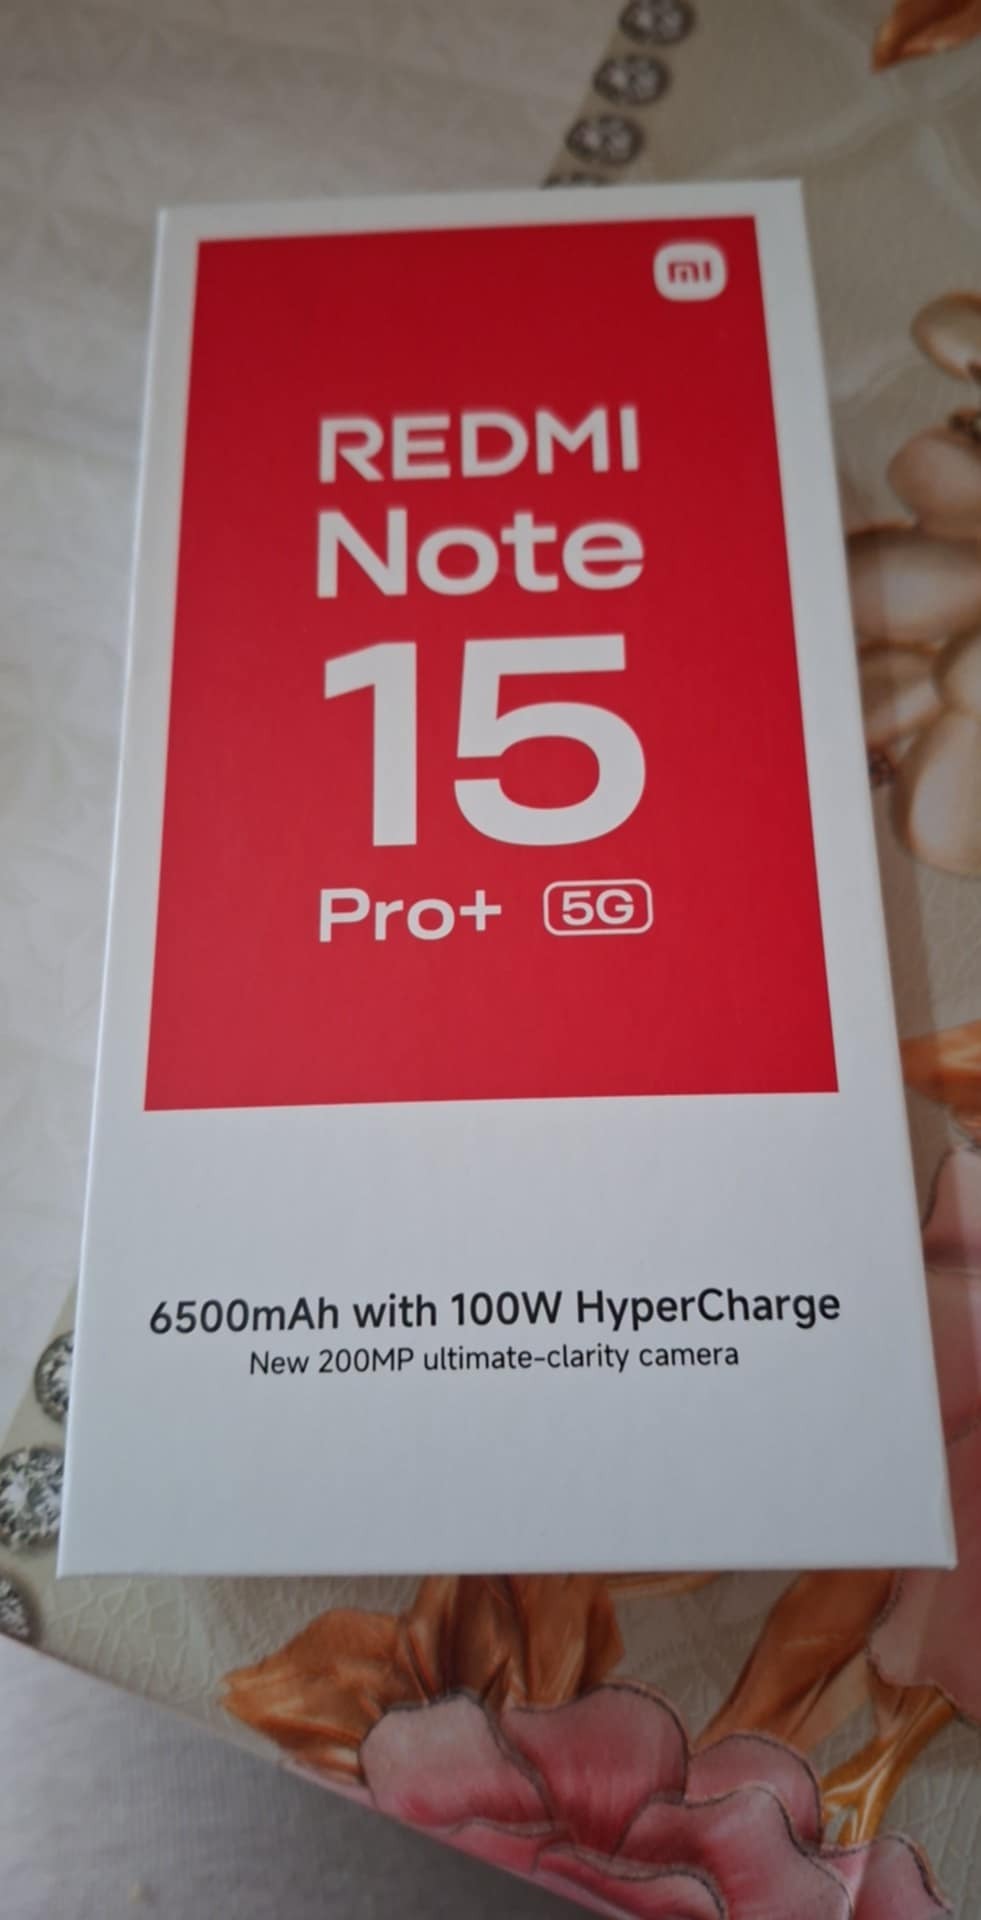 mi
REDMI
Note
15
Pro+ 5G
6500mAh with 100W HyperCharge
New 200MP ultimate-clarity camera